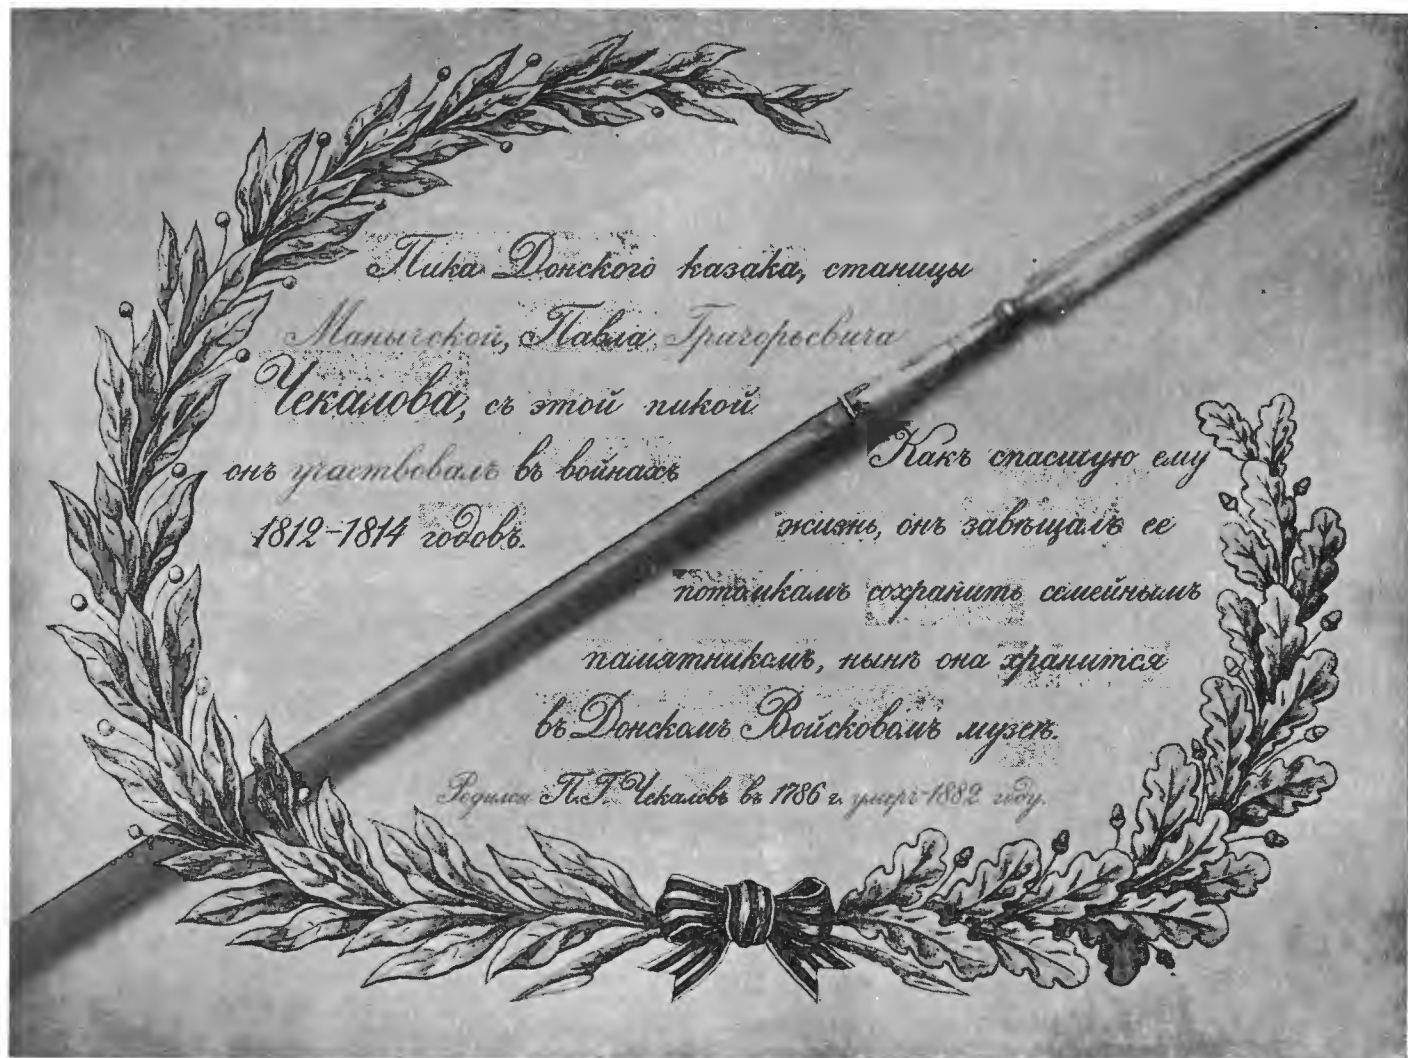 Пика Донского казака, станицы
Манычской, Павла Григорьевича
Чекалова, съ этой пикой
онъ участвовалъ въ войнахъ
1812-1814 годовъ.
Какъ спасшую ему
жизнь, онъ завѣщалъ ее
потомкамъ сохранить семейнымъ
памятникомъ, нынѣ она хранится
въ Донскомъ Войсковомъ музеѣ.
Родился П.Г. Чекаловъ въ 1786 г. умеръ 1882 году.